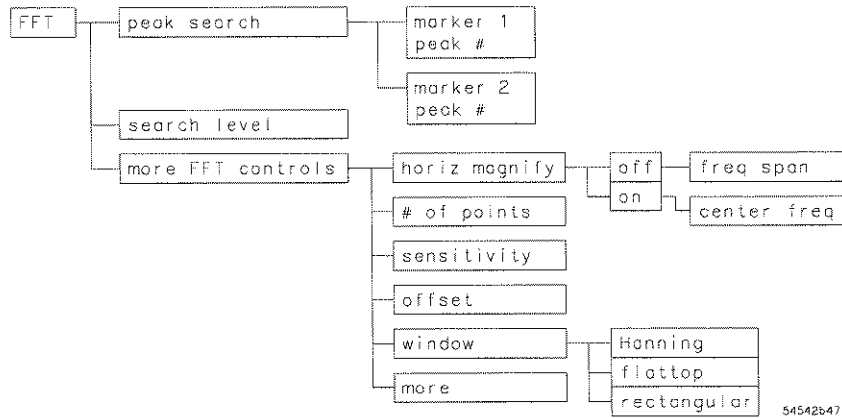 FFT
peak search
marker 1
peak #
marker 2
peak #
search level
more FFT controls
horiz magnify
off
freq span
on
center freq
# of points
sensitivity
offset
window
Hanning
flattop
more
rectangular
54542b47